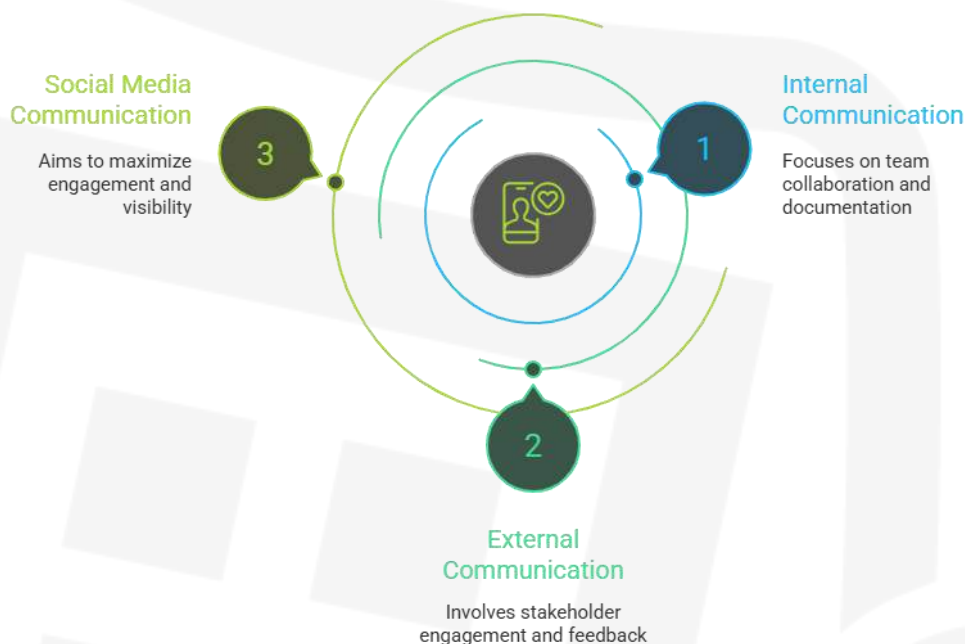 Social Media
Communication
Aims to maximize
engagement and
visibility
3
1
Internal
Communication
Focuses on team
collaboration and
documentation
2
External
Communication
Involves stakeholder
engagement and feedback